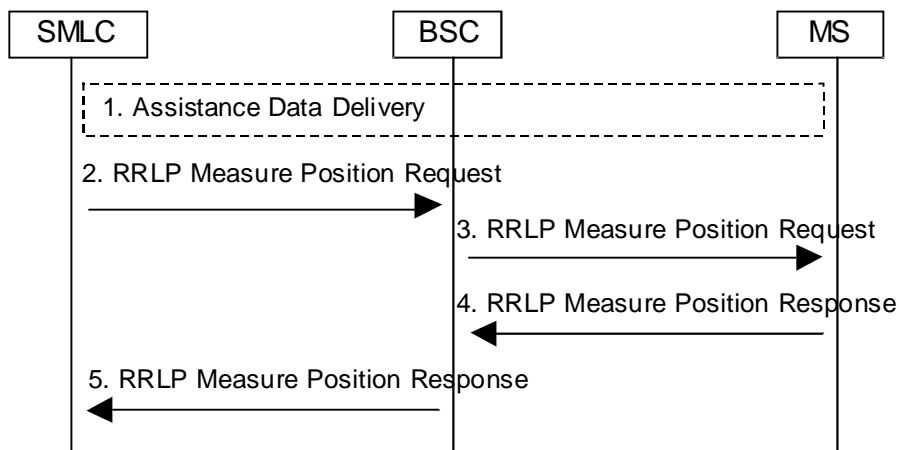 SMLC
BSC
MS
1. Assistance Data Delivery
2. RRLP Measure Position Request
3. RRLP Measure Position Request
4. RRLP Measure Position Response
5. RRLP Measure Position Response